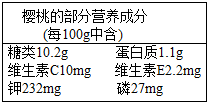 樱桃的部分营养成分
(每100g中含)
糖类10.2g 蛋白质1.1g
维生素C10mg 维生素E2.2mg
钾232mg 磷27mg